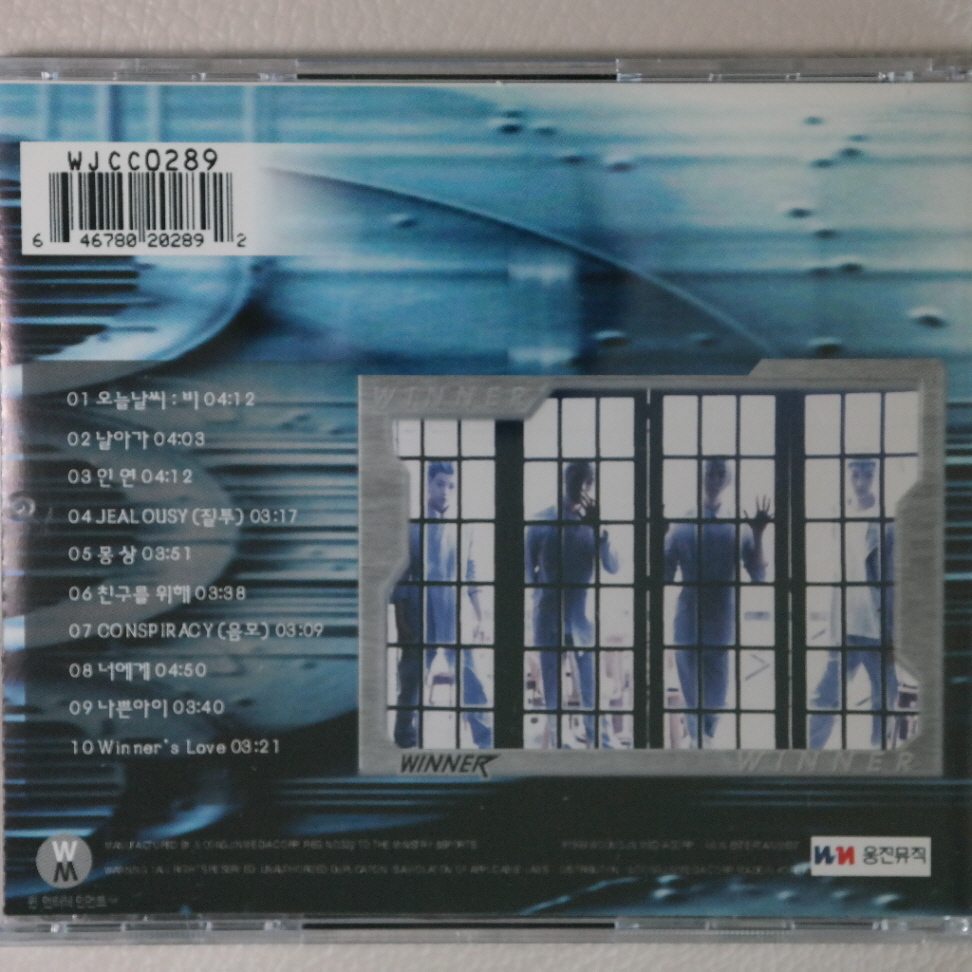 WJCC0289
6 46780 20289 2
WINNER
01 오늘날씨 : 비 04:12
02 날아가 04:03
03 인 연 04:12
04 JEALOUSY (질투) 03:17
05 몽 상 03:51
06 친구를 위해 03:38
07 CONSPIRACY (음모) 03:09
08 너에게 04:50
09 나쁜아이 03:40
10 Winner's Love 03:21
WINNER
WINNER
WM
웅진뮤직